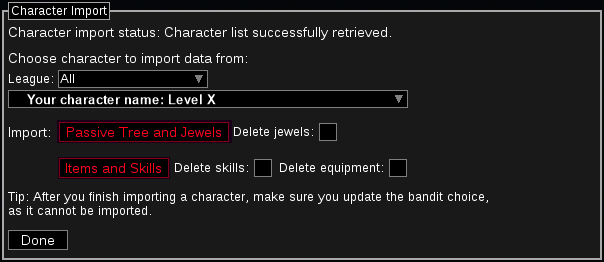 Character Import
Character import status: Character list successfully retrieved.
Choose character to import data from:
League: All
Your character name: Level X
Import: Passive Tree and Jewels Delete jewels:
Items and Skills Delete skills: Delete equipment:
Tip: After you finish importing a character, make sure you update the bandit choice,
as it cannot be imported.
Done